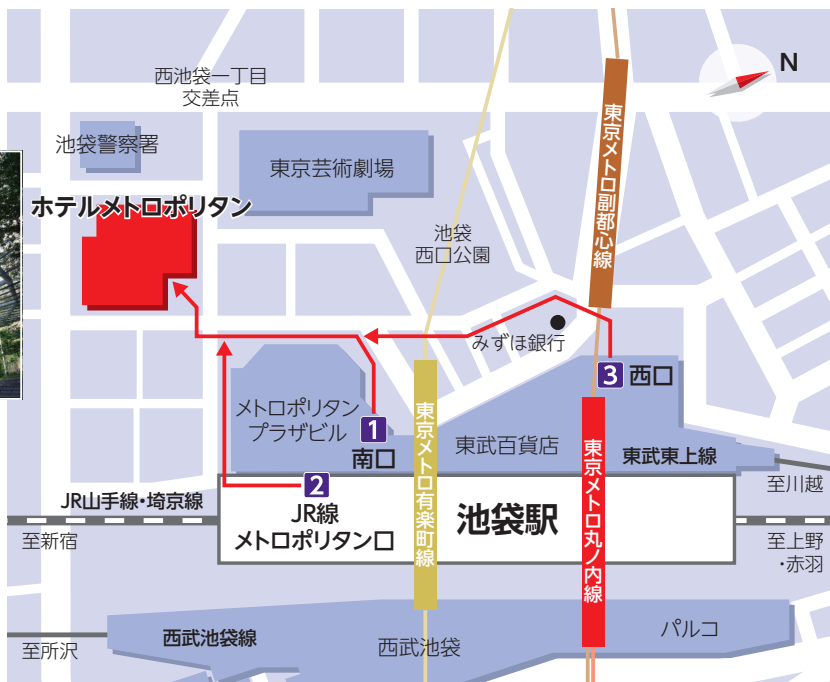 N
西池袋一丁目
交差点
池袋警察署
東京芸術劇場
ホテルメトロポリタン
東京メトロ副都心線
池袋
西口公園
みずほ銀行
3 西口
メトロポリタン
プラザビル
1
南口
東京メトロ有楽町線
東武百貨店
東京メトロ丸ノ内線
東武東上線
至川越
2
JR線
メトロポリタン口
池袋駅
JR山手線・埼京線
至新宿
至上野
・赤羽
至所沢
西武池袋線
西武池袋
パルコ